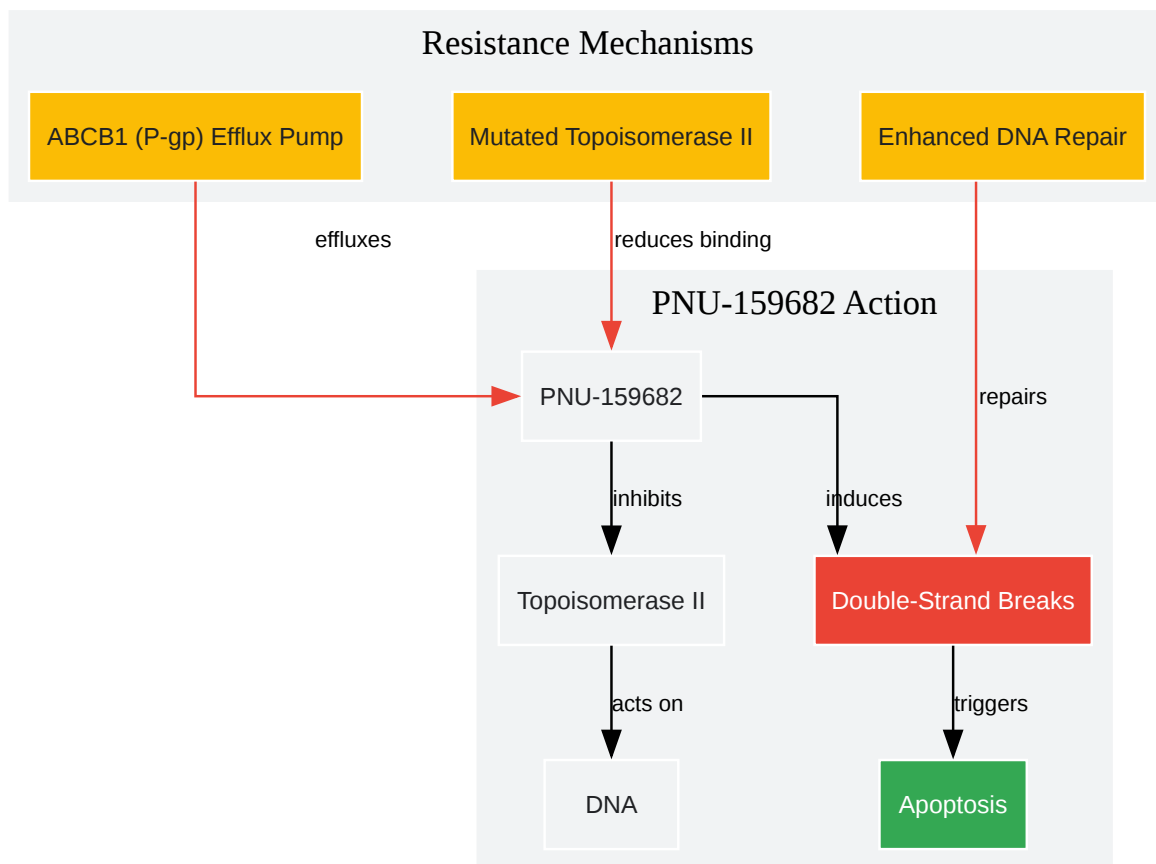 Resistance Mechanisms
ABCB1 (P-gp) Efflux Pump
Mutated Topoisomerase II
Enhanced DNA Repair
effluxes
reduces binding
PNU-159682 Action
PNU-159682
repairs
inhibits
induces
Topoisomerase II
Double-Strand Breaks
acts on
triggers
DNA
Apoptosis